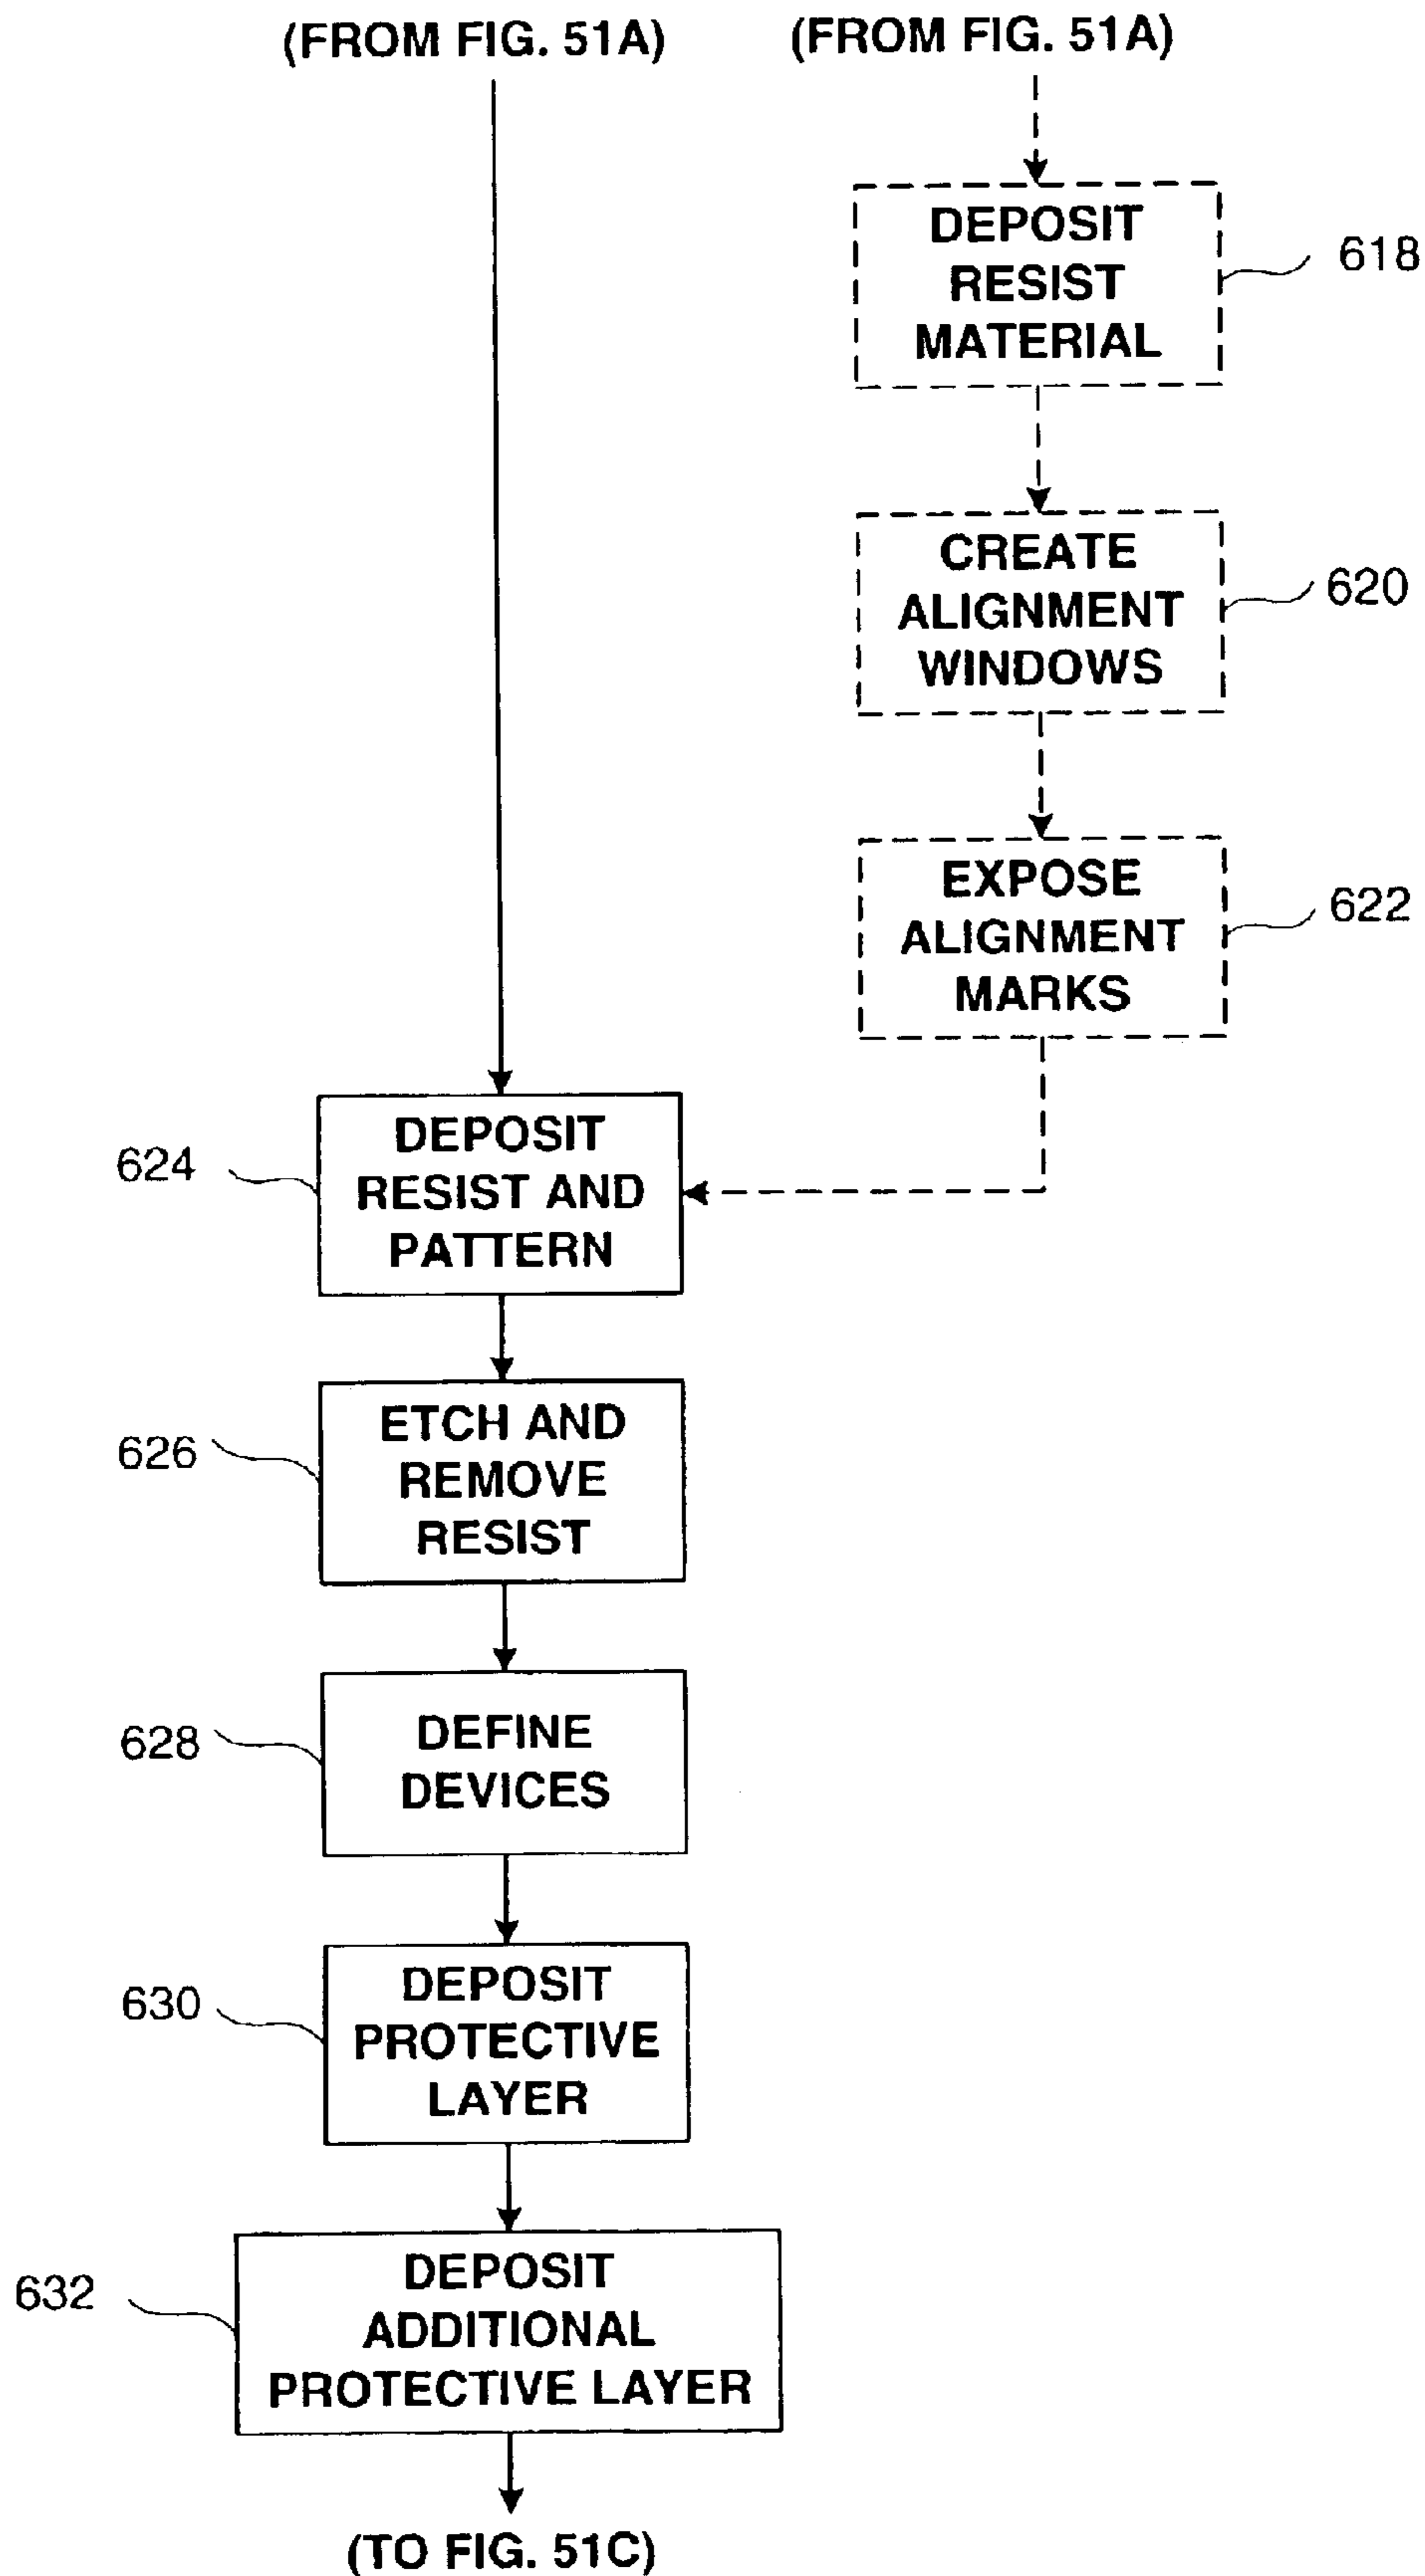 (FROM FIG. 51A)
(FROM FIG. 51A)
DEPOSIT
RESIST
MATERIAL
618
CREATE
ALIGNMENT
WINDOWS
620
EXPOSE
ALIGNMENT
MARKS
622
624
DEPOSIT
RESIST AND
PATTERN
626
ETCH AND
REMOVE
RESIST
628
DEFINE
DEVICES
630
DEPOSIT
PROTECTIVE
LAYER
632
DEPOSIT
ADDITIONAL
PROTECTIVE LAYER
(TO FIG. 51C)